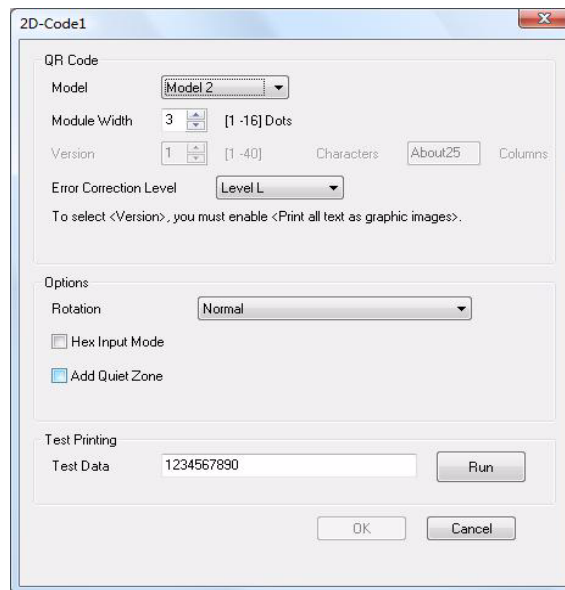 2D-Code1
QR Code
Model Model 2
Module Width 3 [1 -16] Dots
Version 1 [1 -40] Characters About25 Columns
Error Correction Level Level L
To select <Version>, you must enable <Print all text as graphic images>.
Options
Rotation Normal
Hex Input Mode
Add Quiet Zone
Test Printing
Test Data 1234567890 Run
OK Cancel